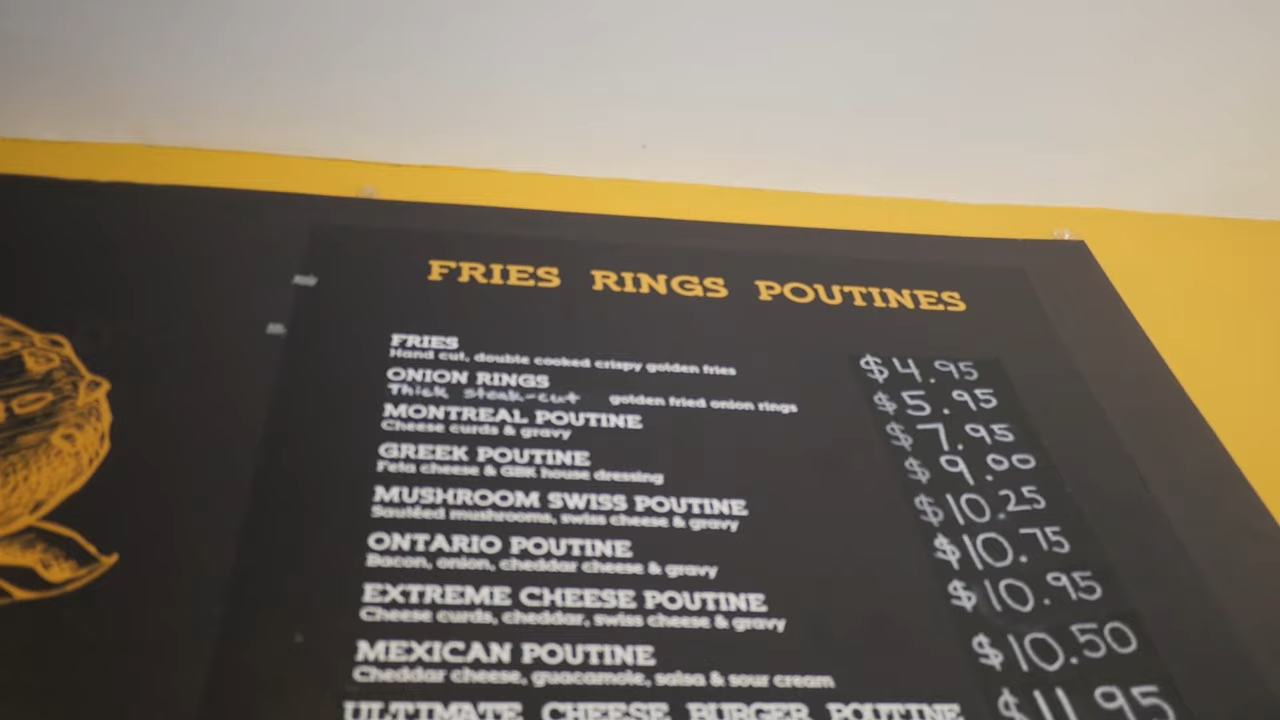 FRIES RINGS POUTINES
FRIES $4.95
Hand cut, double cooked crispy golden fries
ONION RINGS $5.95
Thick steak-cut golden fried onion rings
MONTREAL POUTINE $7.95
Cheese curds & gravy
GREEK POUTINE $9.00
Feta cheese & GBK house dressing
MUSHROOM SWISS POUTINE $10.25
Sautéed mushrooms, swiss cheese & gravy
ONTARIO POUTINE $10.75
Bacon, onion, cheddar cheese & gravy
EXTREME CHEESE POUTINE $10.95
Cheese curds, cheddar, swiss cheese & gravy
MEXICAN POUTINE $10.50
Cheddar cheese, guacamole, salsa & sour cream
ULTIMATE CHEESE BURGER POUTINE $11.95